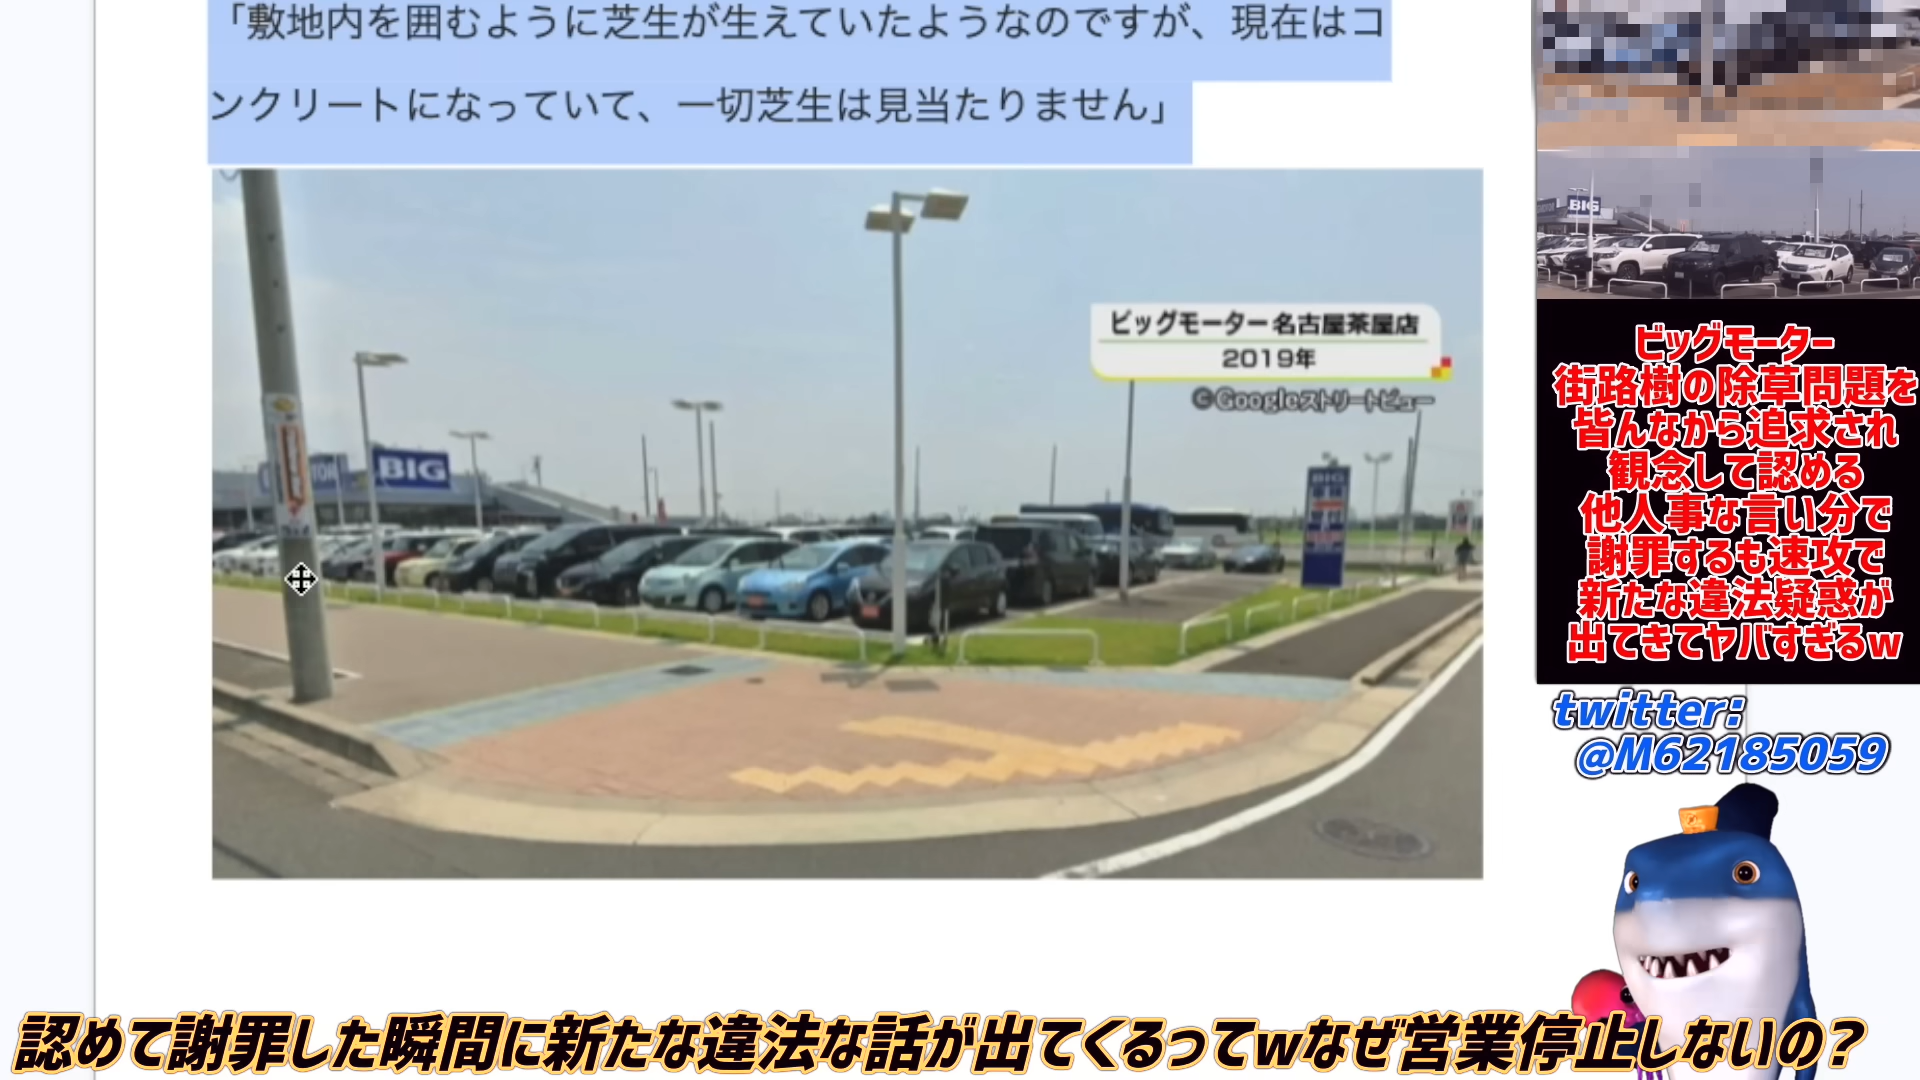 「敷地内を囲むように芝生が生えていたようなのですが、現在はコ
ンクリートになっていて、一切芝生は見当たりません」
ビッグモーター名古屋茶屋店
2019年
©Googleストリートビュー
BIG
BIG
BIG
ビッグモーター
街路樹の除草問題を
皆んなから追求され
観念して認める
他人事な言い分で
謝罪するも速攻で
新たな違法疑惑が
出てきてヤバすぎるw
twitter:
@M62185059
認めて謝罪した瞬間に新たな違法な話が出てくるってwなぜ営業停止しないの?